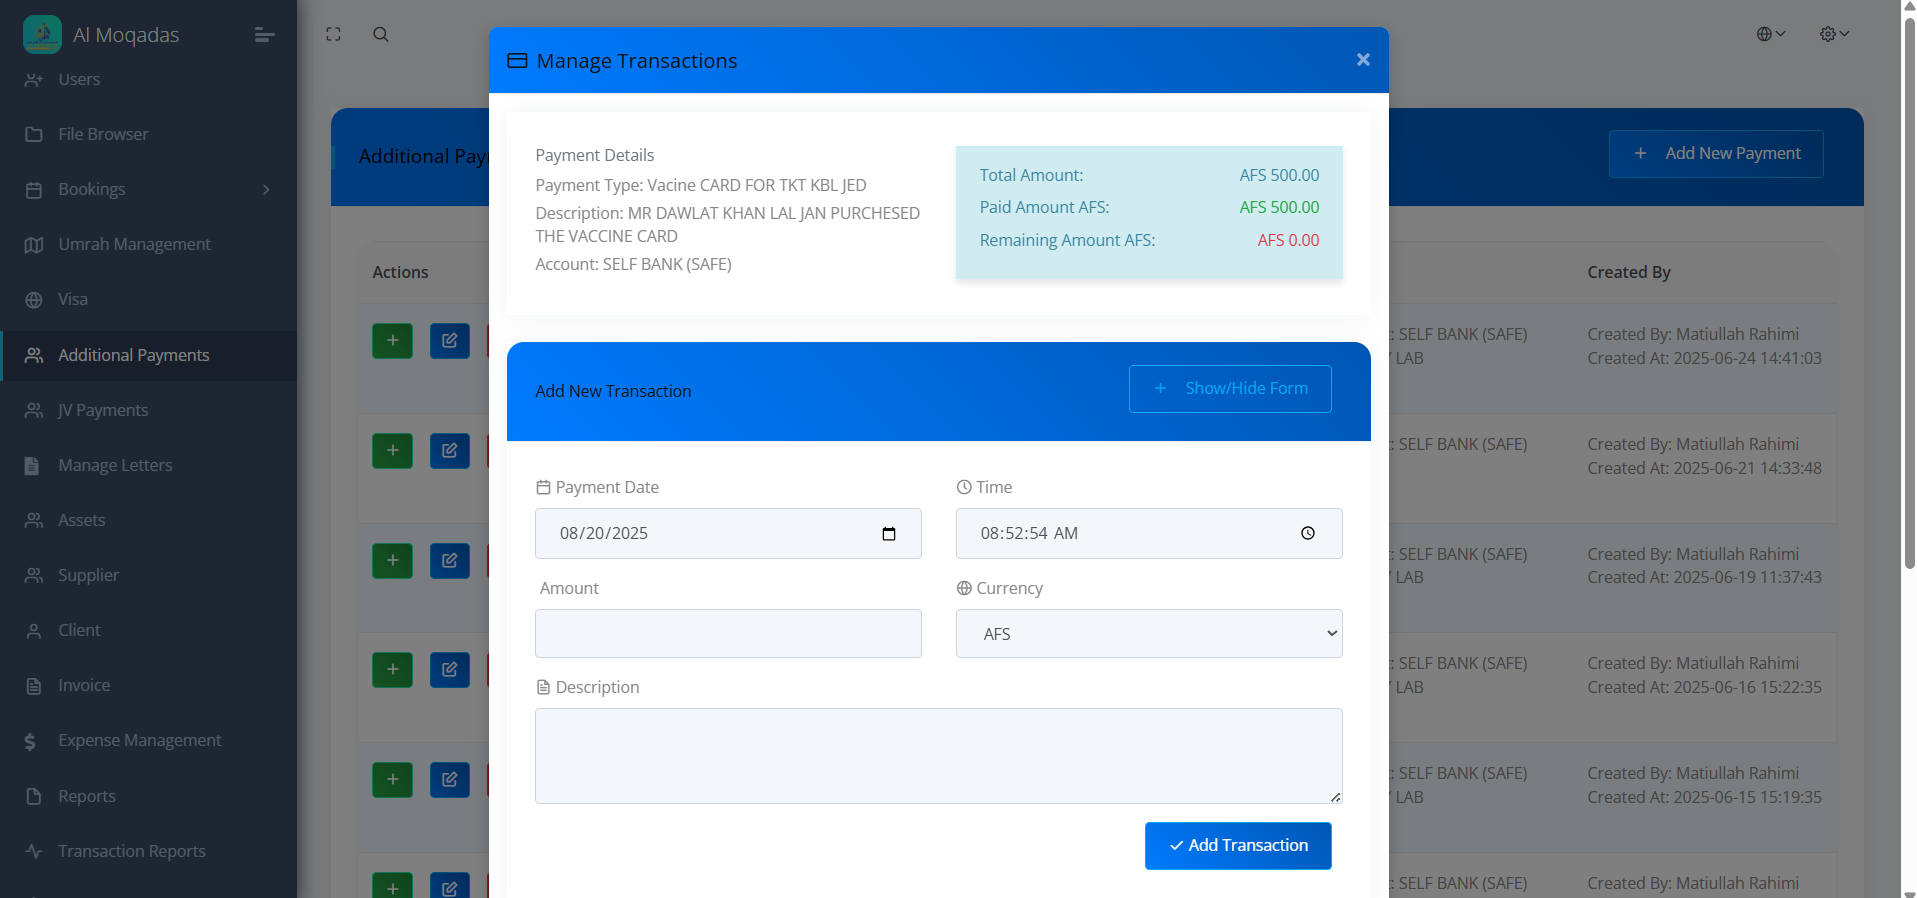 Al Moqadas
Users
File Browser
Bookings
Umrah Management
Visa
Additional Payments
JV Payments
Manage Letters
Assets
Supplier
Client
Invoice
Expense Management
Reports
Transaction Reports
Additional Pay
Add New Payment
Actions
Created By
: SELF BANK (SAFE)
LAB
Created By: Matiullah Rahimi
Created At: 2025-06-24 14:41:03
: SELF BANK (SAFE)
Created By: Matiullah Rahimi
Created At: 2025-06-21 14:33:48
: SELF BANK (SAFE)
LAB
Created By: Matiullah Rahimi
Created At: 2025-06-19 11:37:43
: SELF BANK (SAFE)
LAB
Created By: Matiullah Rahimi
Created At: 2025-06-16 15:22:35
: SELF BANK (SAFE)
LAB
Created By: Matiullah Rahimi
Created At: 2025-06-15 15:19:35
: SELF BANK (SAFE)
Created By: Matiullah Rahimi
Manage Transactions
Payment Details
Payment Type: Vacine CARD FOR TKT KBL JED
Description: MR DAWLAT KHAN LAL JAN PURCHESED
THE VACCINE CARD
Account: SELF BANK (SAFE)
Total Amount: AFS 500.00
Paid Amount AFS: AFS 500.00
Remaining Amount AFS: AFS 0.00
Add New Transaction
Show/Hide Form
Payment Date
08/20/2025
Time
08:52:54 AM
Amount
Currency
AFS
Description
Add Transaction